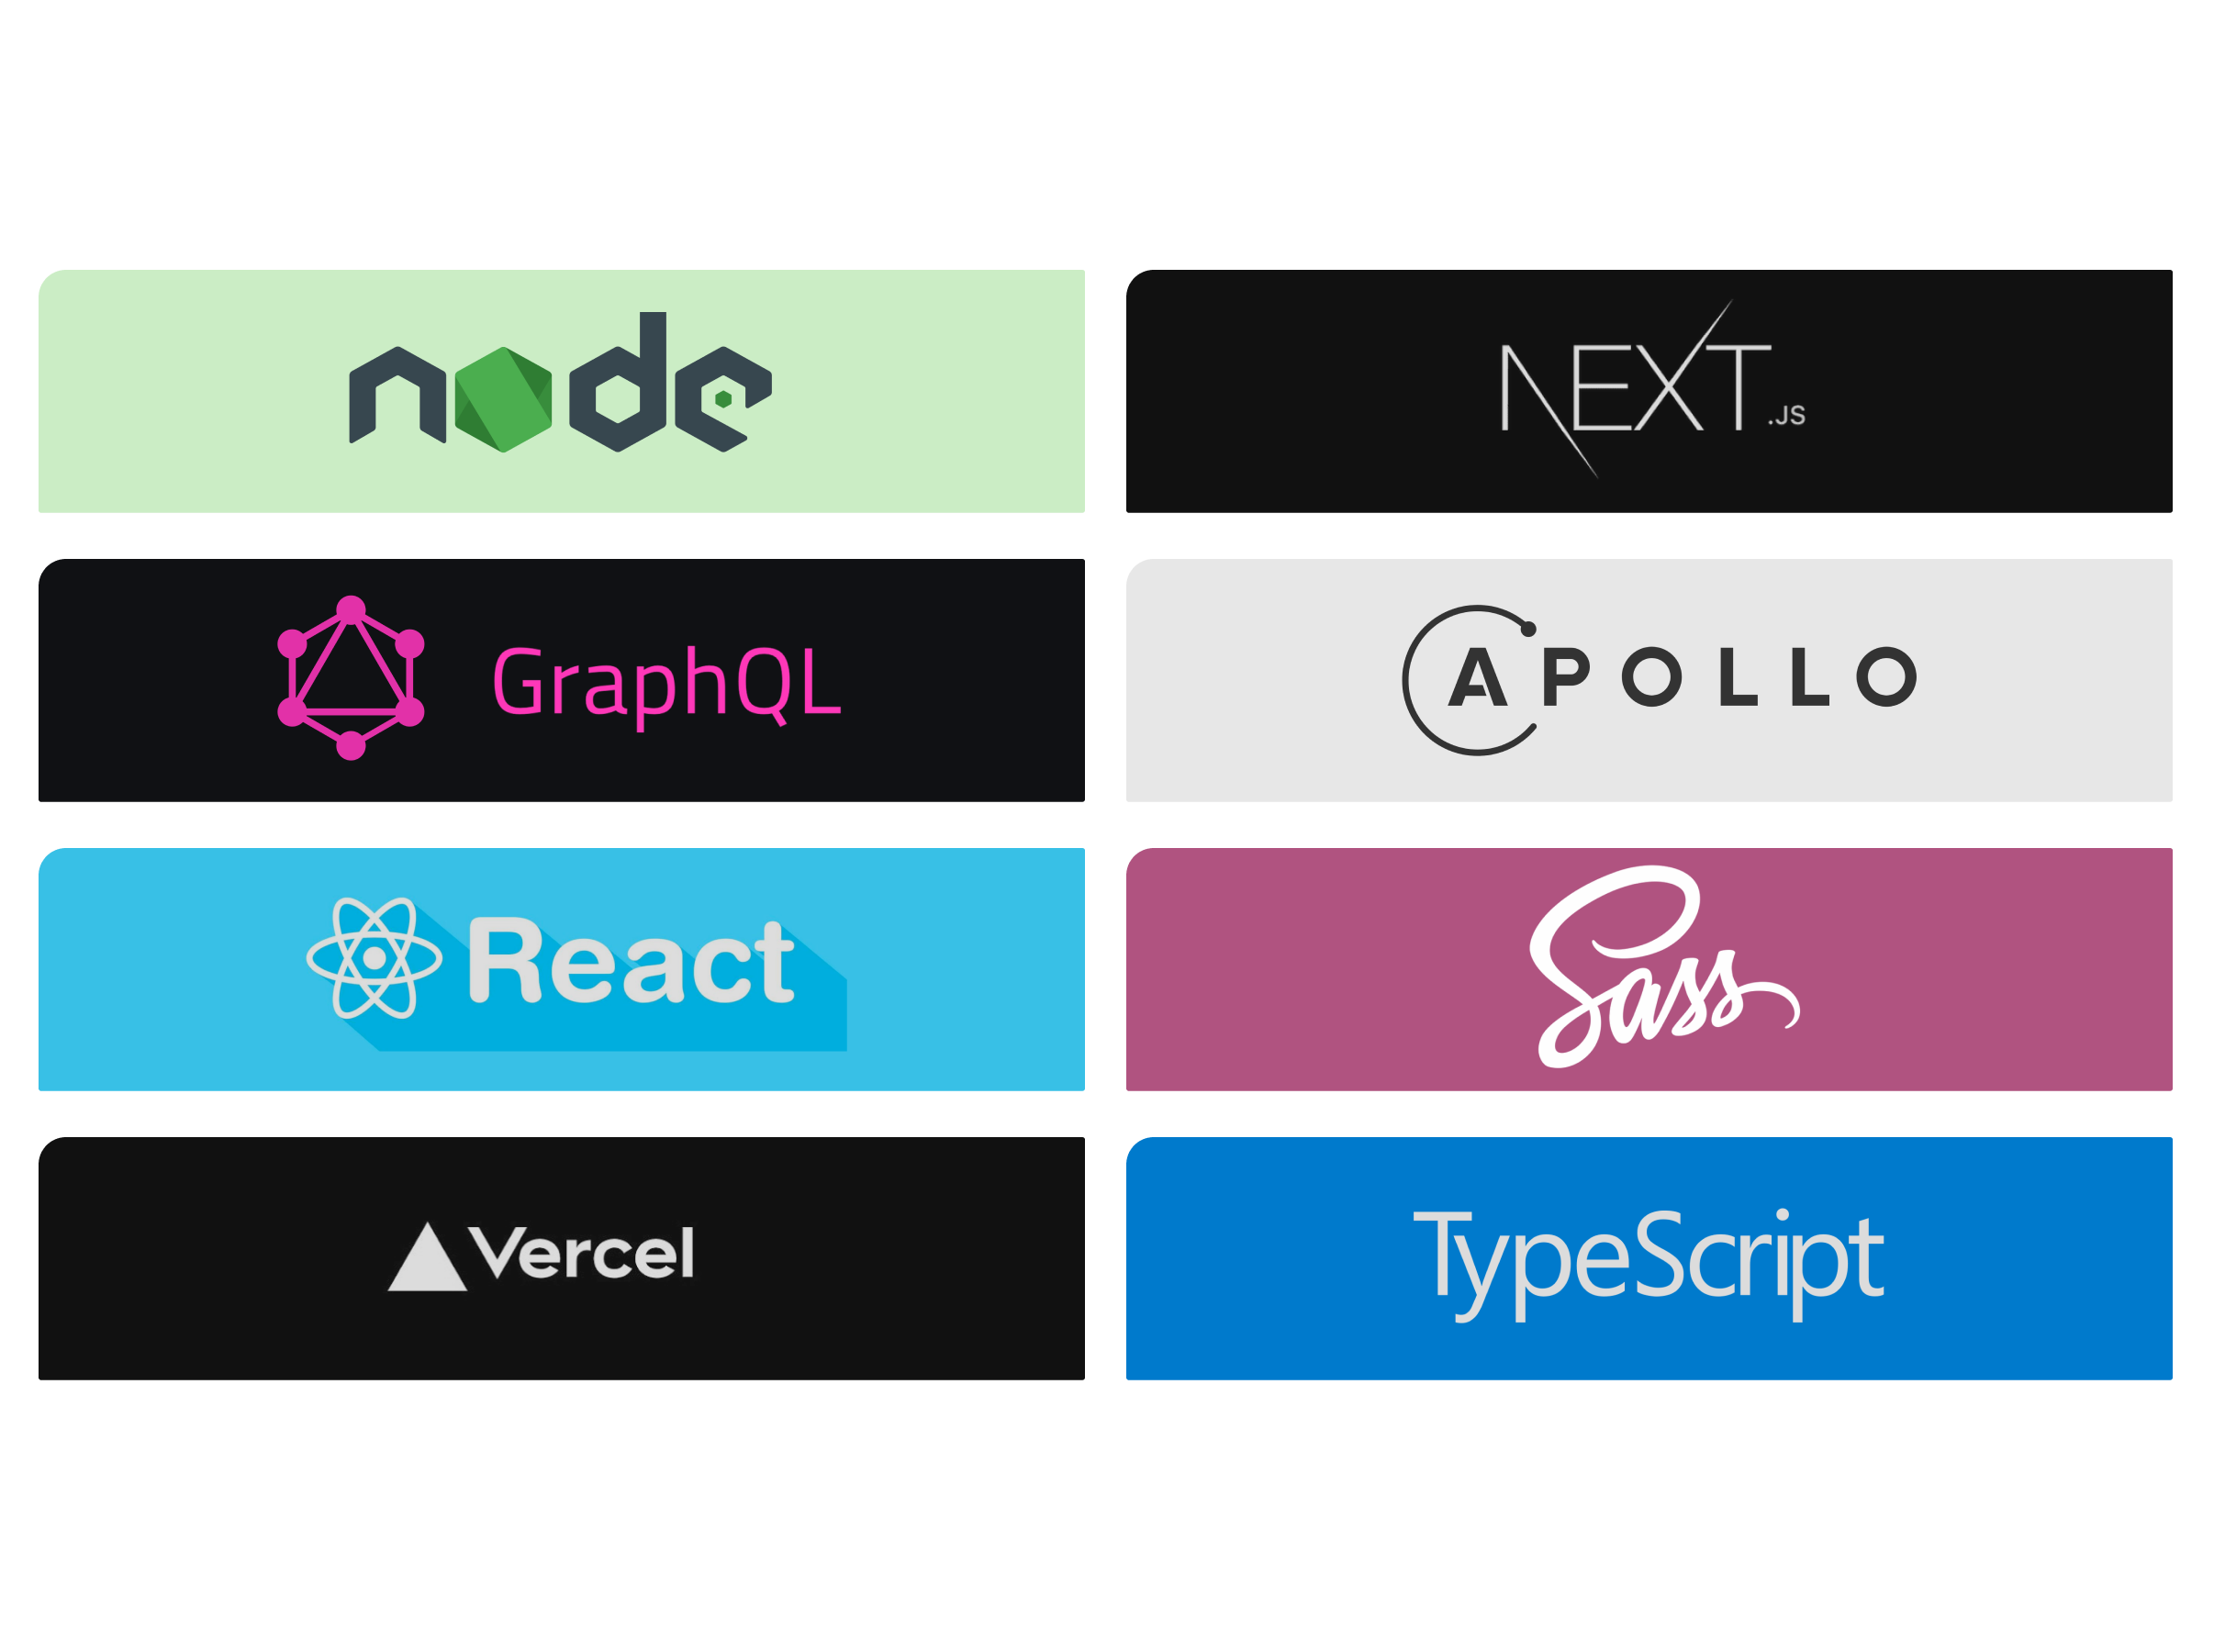 node
NEXT.JS
GraphQL
APOLLO
React
Sass
Vercel
TypeScript